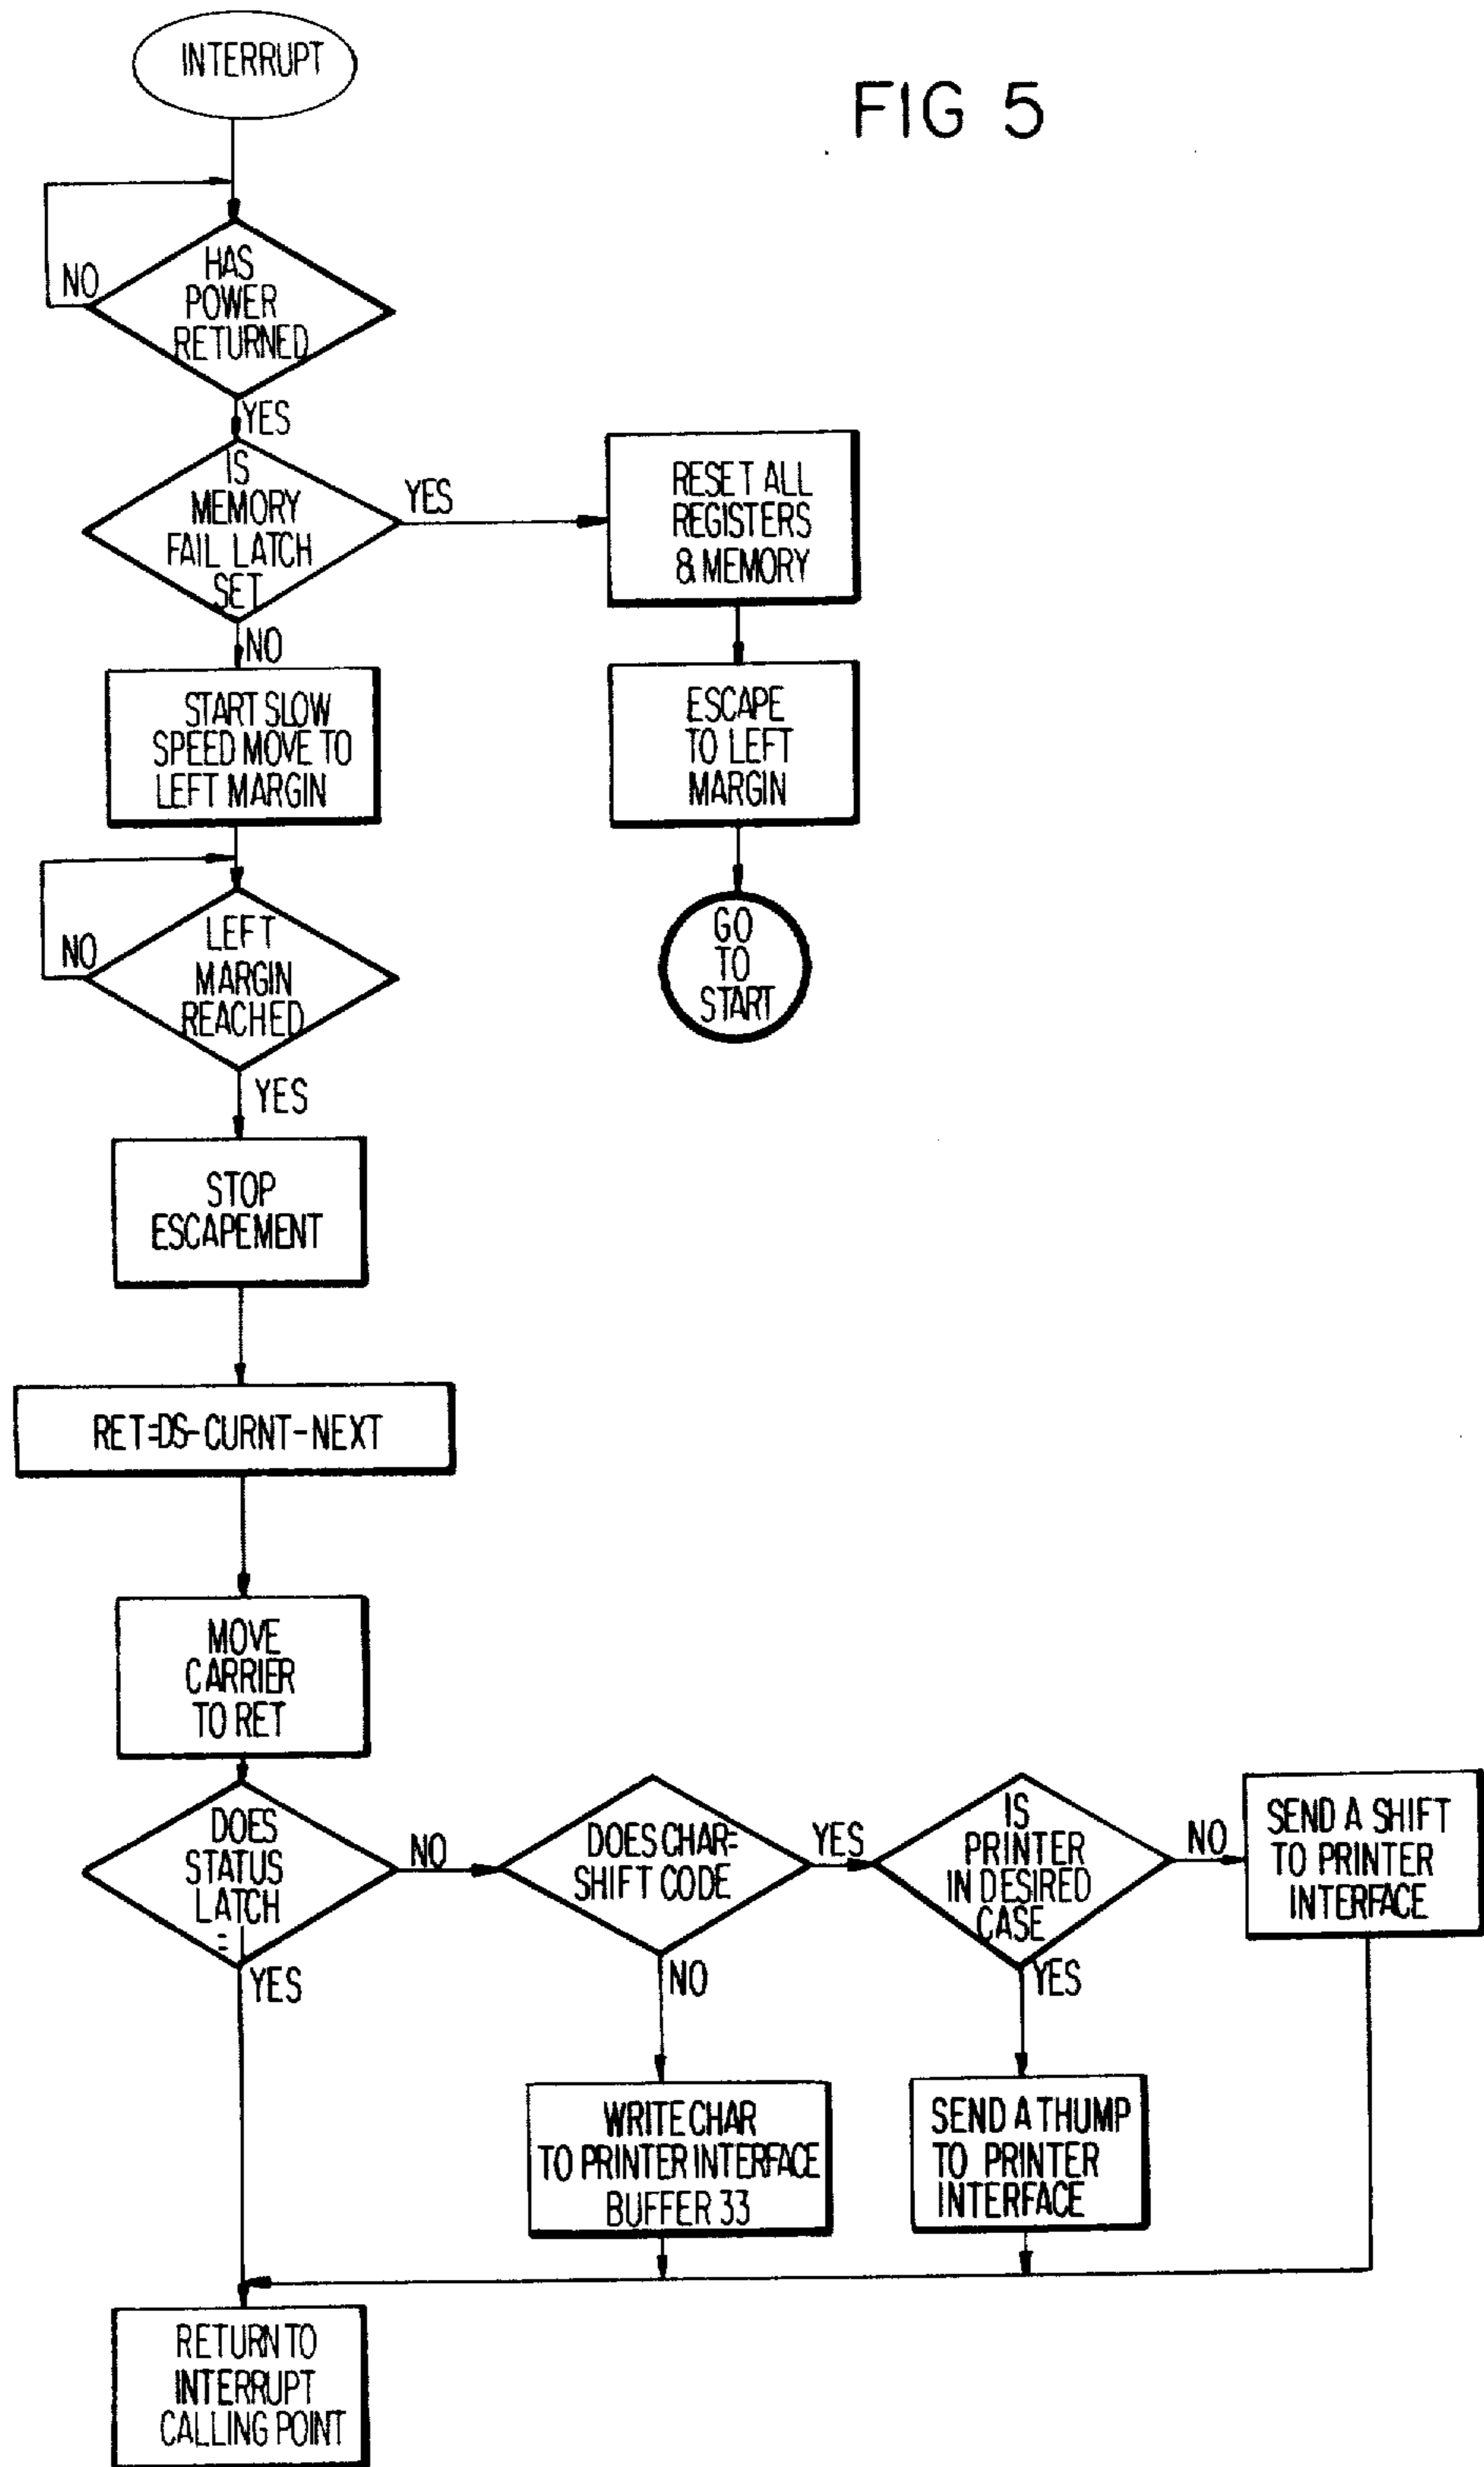 INTERRUPT
FIG 5
NO
HAS
POWER
RETURNED
YES
IS
MEMORY
FAIL LATCH
SET
YES
RESET ALL
REGISTERS
& MEMORY
NO
START SLOW
SPEED MOVE TO
LEFT MARGIN
ESCAPE
TO LEFT
MARGIN
NO
LEFT
MARGIN
REACHED
GO
TO
START
YES
STOP
ESCAPEMENT
RET=DS-CURNT-NEXT
MOVE
CARRIER
TO RET
DOES
STATUS
LATCH
=
NO
DOES CHAR=
SHIFT CODE
YES
IS
PRINTER
IN DESIRED
CASE
NO
SEND A SHIFT
TO PRINTER
INTERFACE
YES
NO
YES
WRITE CHAR
TO PRINTER INTERFACE
BUFFER 33
SEND A THUMP
TO PRINTER
INTERFACE
RETURN TO
INTERRUPT
CALLING POINT